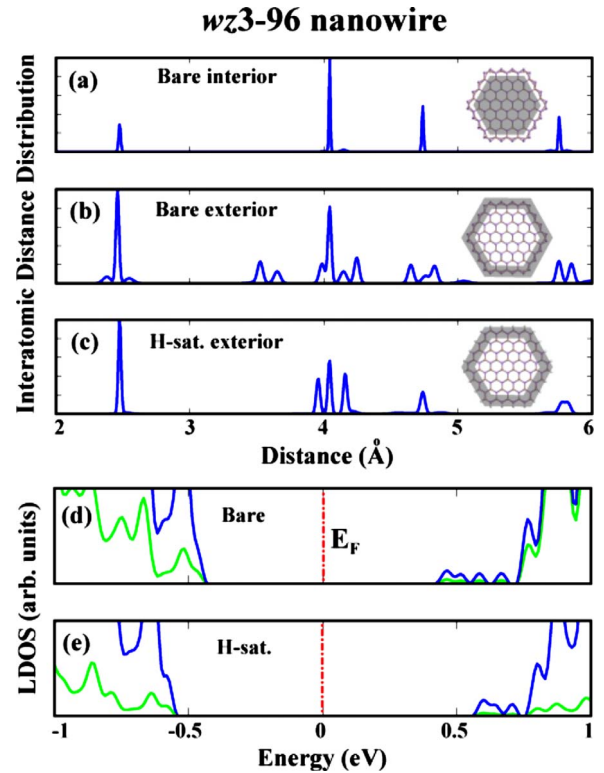 wz3-96 nanowire
Interatomic Distance Distribution
(a)
Bare interior
(b)
Bare exterior
(c)
H-sat. exterior
2 3 4 5 6
Distance (Å)
LDOS (arb. units)
(d)
Bare
E_F
(e)
H-sat.
-1 -0.5 0 0.5 1
Energy (eV)